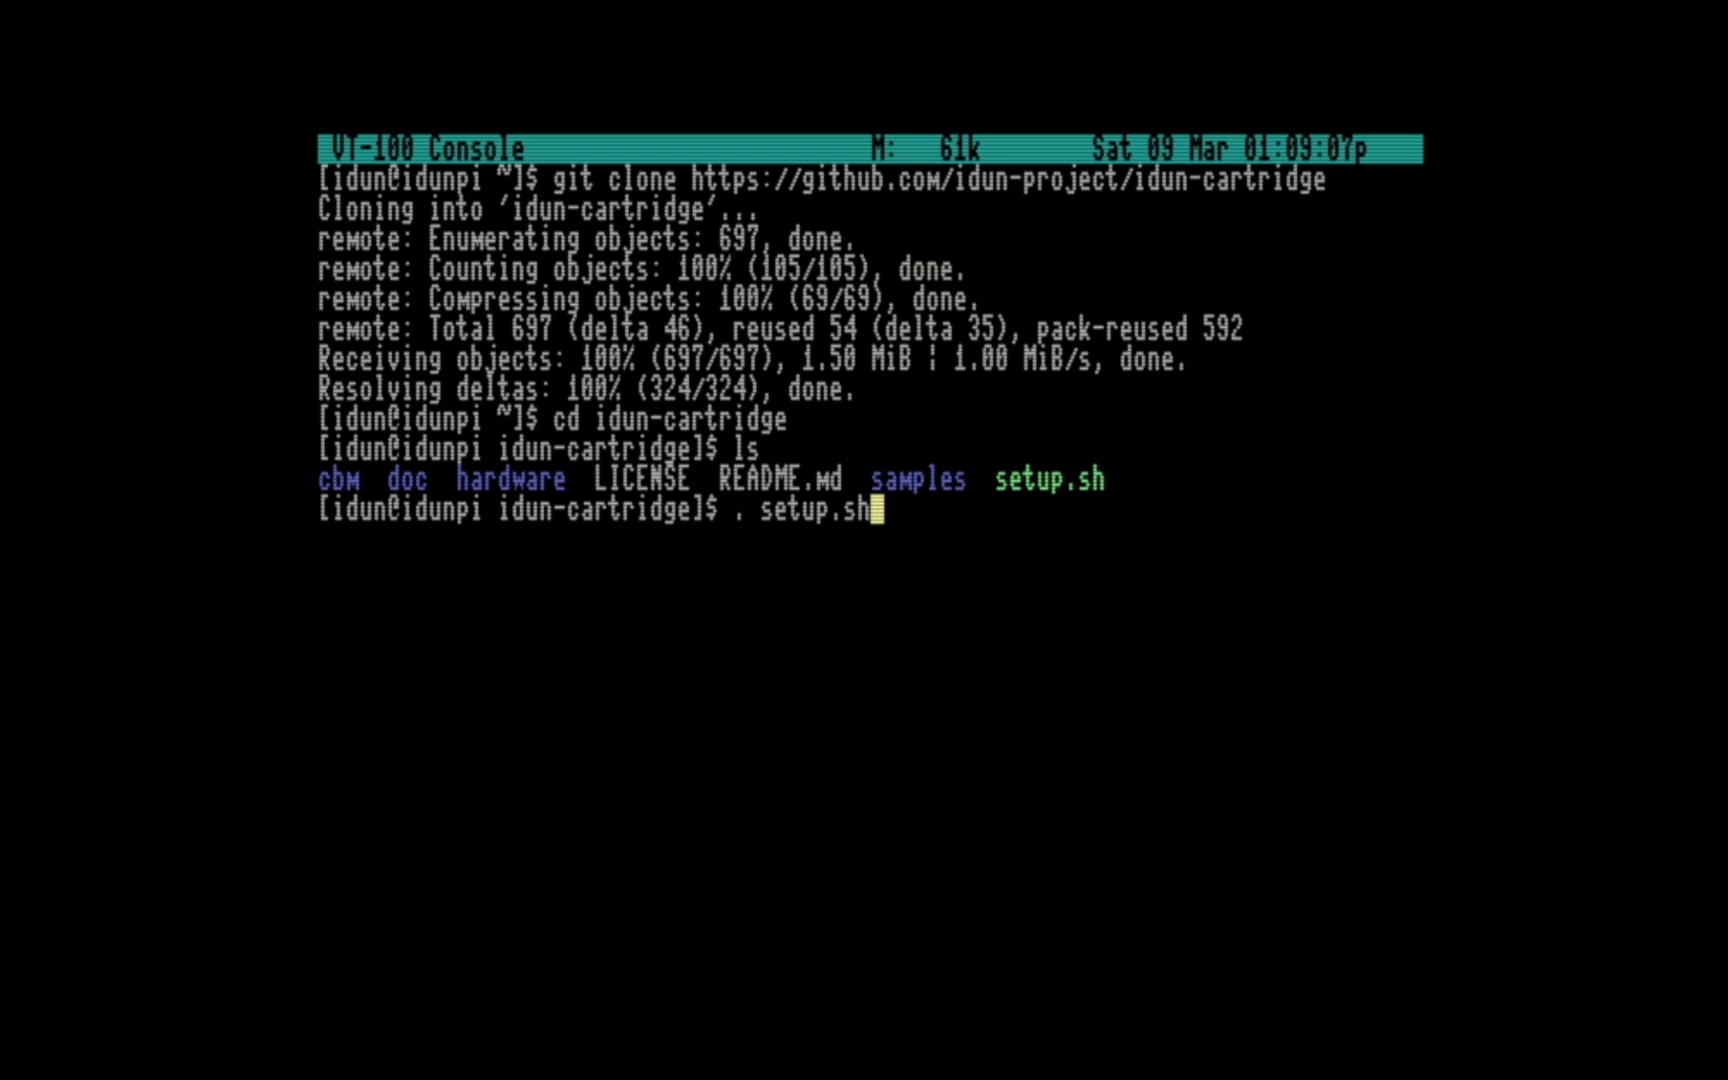 VT-100 Console M: 61k Sat 09 Mar 01:09:07p
[idun@idunpi ~]$ git clone https://github.com/idun-project/idun-cartridge
Cloning into 'idun-cartridge'...
remote: Enumerating objects: 697, done.
remote: Counting objects: 100% (105/105), done.
remote: Compressing objects: 100% (69/69), done.
remote: Total 697 (delta 46), reused 54 (delta 35), pack-reused 592
Receiving objects: 100% (697/697), 1.50 MiB | 1.00 MiB/s, done.
Resolving deltas: 100% (324/324), done.
[idun@idunpi ~]$ cd idun-cartridge
[idun@idunpi idun-cartridge]$ ls
cbm doc hardware LICENSE README.md samples setup.sh
[idun@idunpi idun-cartridge]$ . setup.sh